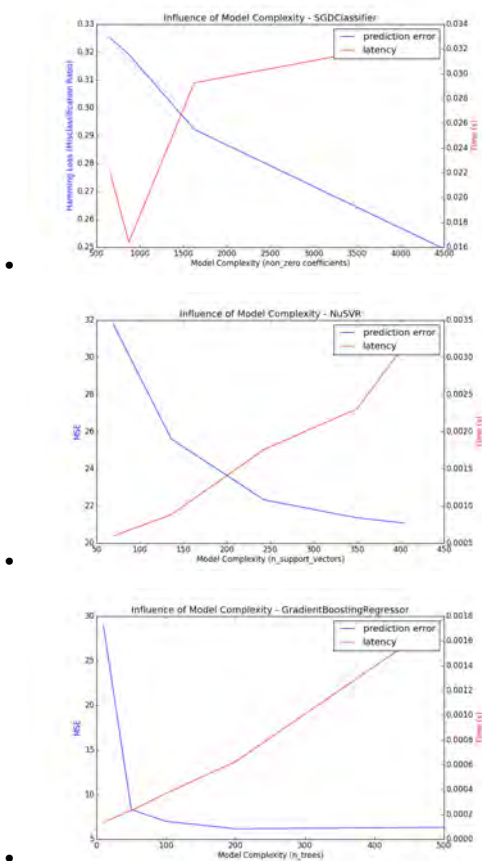 Influence of Model Complexity - SGDClassifier
prediction error
latency
0.33
0.32
0.31
0.30
0.29
0.28
0.27
0.26
0.25
Hamming Loss (Misclassification Ratio)
0.034
0.032
0.030
0.028
0.026
0.024
0.022
0.020
0.018
0.016
Time (s)
500 1000 1500 2000 2500 3000 3500 4000 4500
Model Complexity (non_zero coefficients)
Influence of Model Complexity - NuSVR
prediction error
latency
32
30
28
26
24
22
20
MSE
0.0035
0.0030
0.0025
0.0020
0.0015
0.0010
0.0005
Time (s)
50 100 150 200 250 300 350 400 450
Model Complexity (n_support_vectors)
Influence of Model Complexity - GradientBoostingRegressor
prediction error
latency
30
25
20
15
10
5
MSE
0.0018
0.0016
0.0014
0.0012
0.0010
0.0008
0.0006
0.0004
0.0002
0.0000
Time (s)
0 100 200 300 400 500
Model Complexity (n_trees)